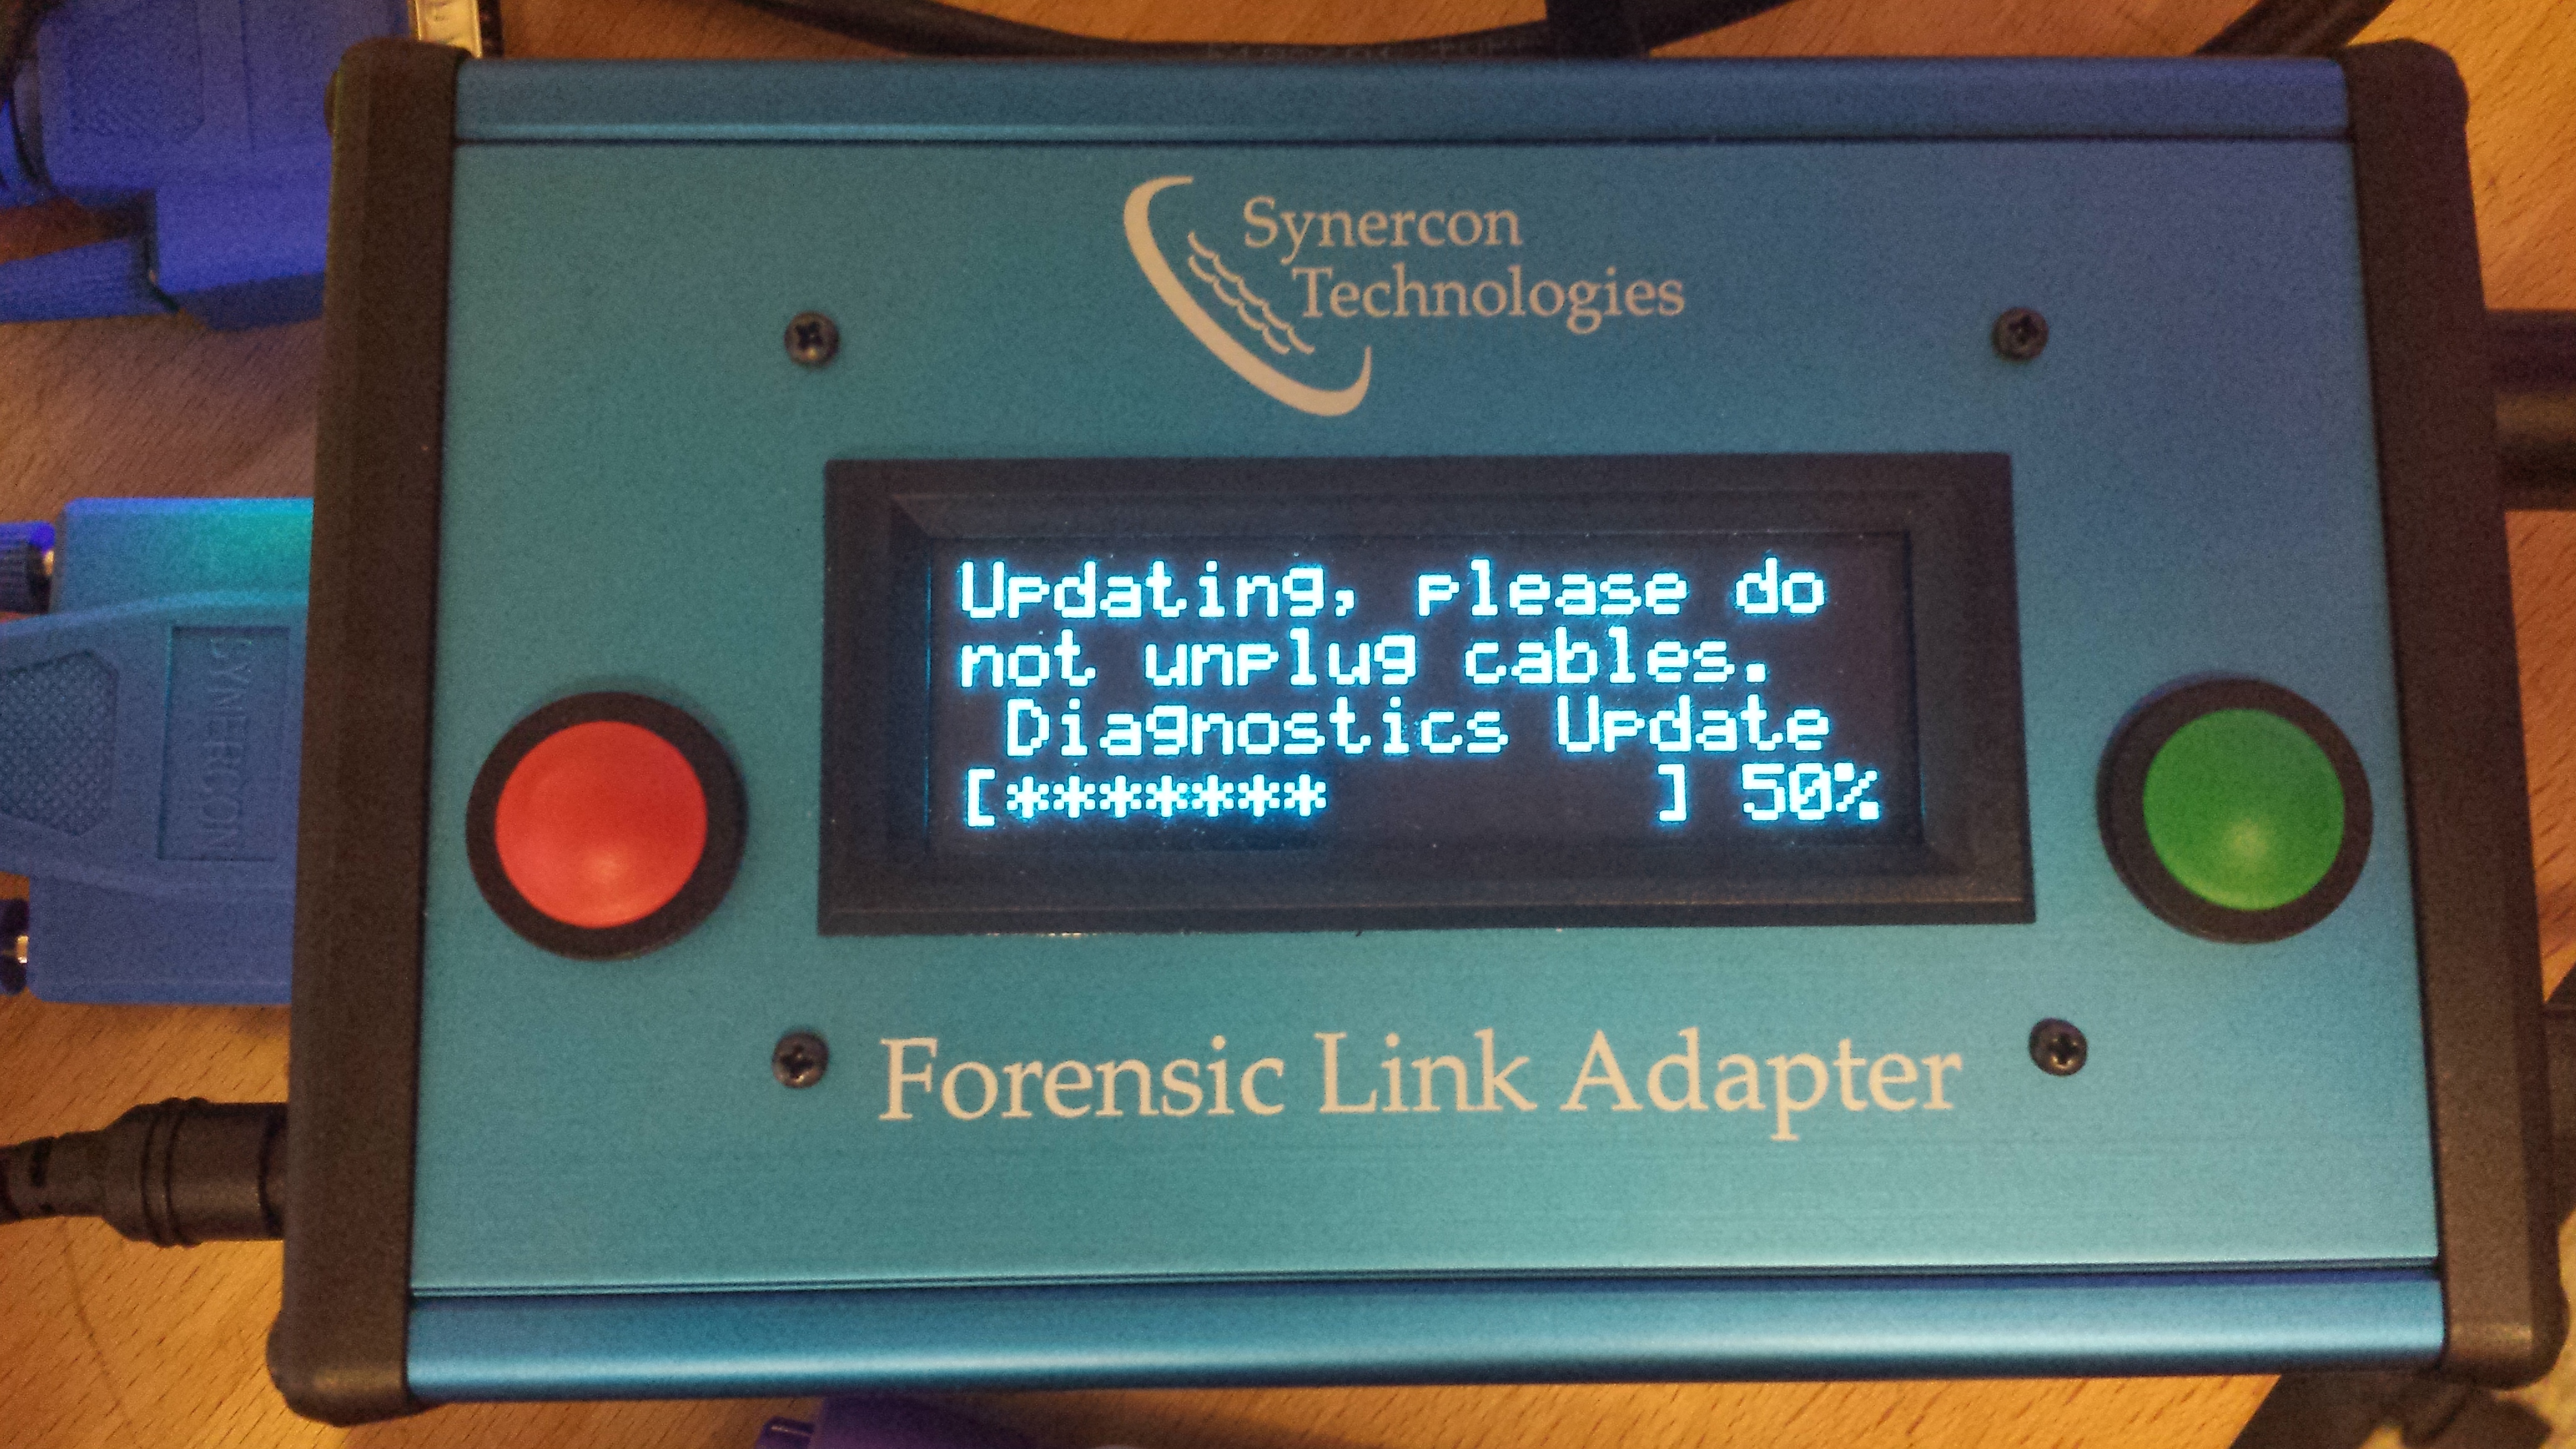 Synercon
Technologies
Updating, please do
not unplug cables.
Diagnostics Update
[*******       ] 50%
SYNERCON
Forensic Link Adapter